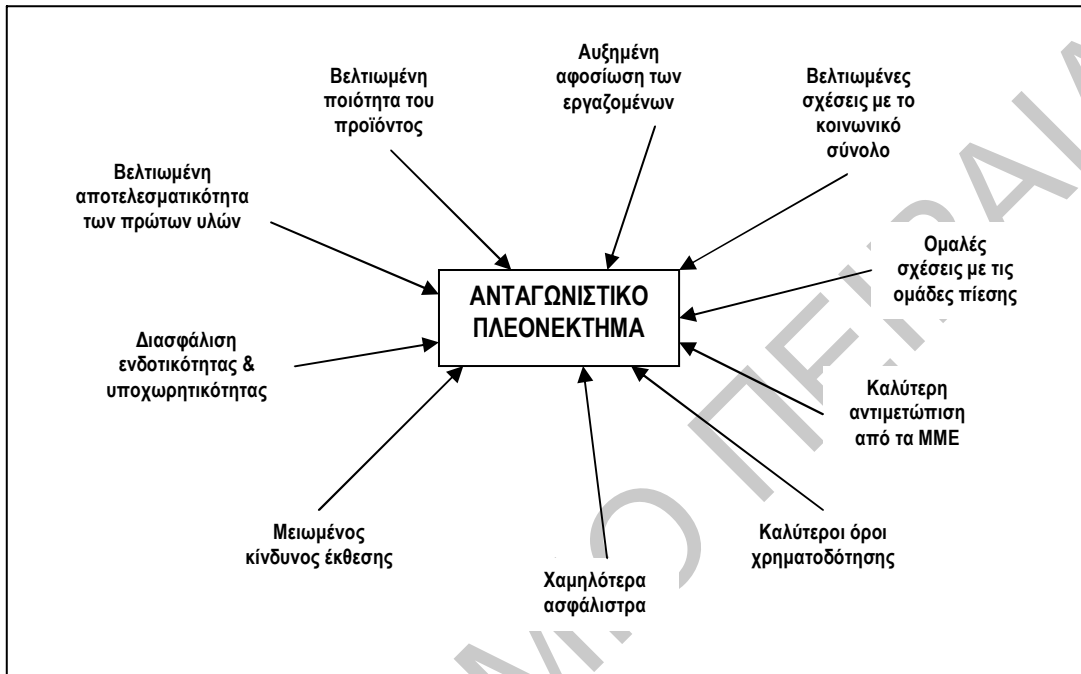 Αυξημένη
αφοσίωση των
εργαζομένων
Βελτιωμένη
ποιότητα του
προϊόντος
Βελτιωμένες
σχέσεις με το
κοινωνικό
σύνολο
Βελτιωμένη
αποτελεσματικότητα
των πρώτων υλών
Ομαλές
σχέσεις με τις
ομάδες πίεσης
ΑΝΤΑΓΩΝΙΣΤΙΚΟ
ΠΛΕΟΝΕΚΤΗΜΑ
Διασφάλιση
ενδοτικότητας &
υποχωρητικότητας
Καλύτερη
αντιμετώπιση
από τα ΜΜΕ
Μειωμένος
κίνδυνος έκθεσης
Καλύτεροι όροι
χρηματοδότησης
Χαμηλότερα
ασφάλιστρα